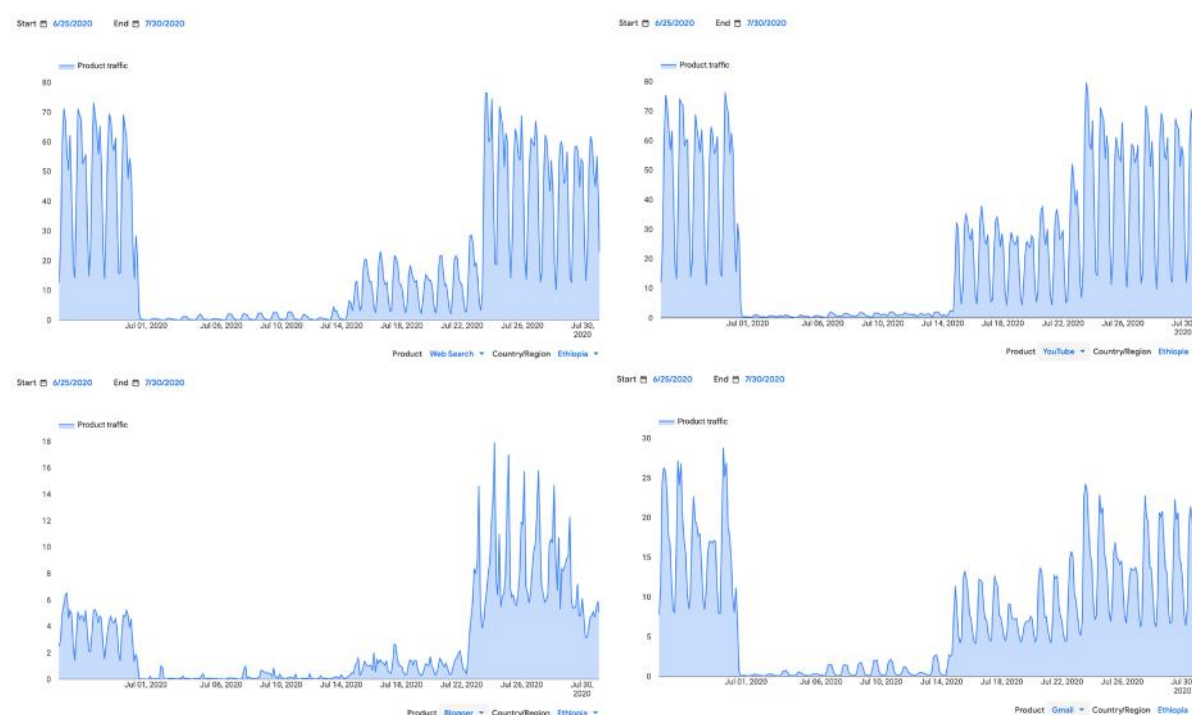 Start 6/25/2020 End 7/30/2020
Product traffic
80
70
60
50
40
30
20
10
0
Jul 01, 2020 Jul 06, 2020 Jul 10, 2020 Jul 14, 2020 Jul 18, 2020 Jul 22, 2020 Jul 26, 2020 Jul 30, 2020
Product Web Search Country/Region Ethiopia
Start 6/25/2020 End 7/30/2020
Product traffic
80
70
60
50
40
30
20
10
0
Jul 01, 2020 Jul 06, 2020 Jul 10, 2020 Jul 14, 2020 Jul 18, 2020 Jul 22, 2020 Jul 26, 2020 Jul 30 2020
Product YouTube Country/Region Ethiopia
Start 6/25/2020 End 7/30/2020
Product traffic
18
16
14
12
10
8
6
4
2
0
Jul 01, 2020 Jul 06, 2020 Jul 10, 2020 Jul 14, 2020 Jul 18, 2020 Jul 22, 2020 Jul 26, 2020 Jul 30, 2020
Product Blogger Country/Region Ethiopia
Start 6/25/2020 End 7/30/2020
Product traffic
30
25
20
15
10
5
0
Jul 01, 2020 Jul 06, 2020 Jul 10, 2020 Jul 14, 2020 Jul 18, 2020 Jul 22, 2020 Jul 26, 2020 Jul 30 2020
Product Gmail Country/Region Ethiopia